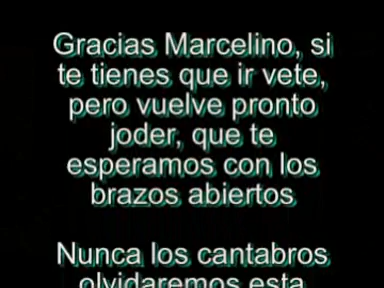 Gracias Marcelino, si
te tienes que ir vete,
pero vuelve pronto
joder, que te
esperamos con los
brazos abiertos
Nunca los cantabros
olvidaremos esta